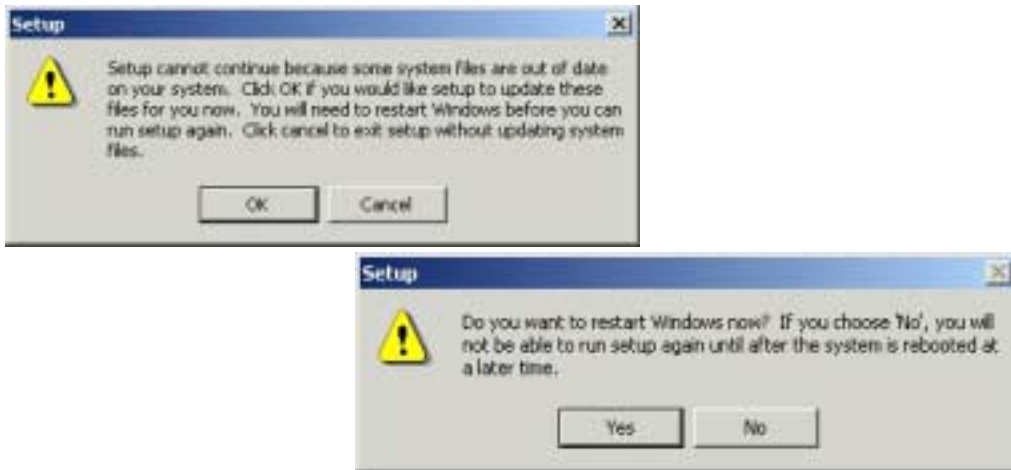 Setup
Setup cannot continue because some system files are out of date
on your system. Click OK if you would like setup to update these
files for you now. You will need to restart Windows before you can
run setup again. Click cancel to exit setup without updating system
files.
OK Cancel
Setup
Do you want to restart Windows now? If you choose 'No', you will
not be able to run setup again until after the system is rebooted at
a later time.
Yes No